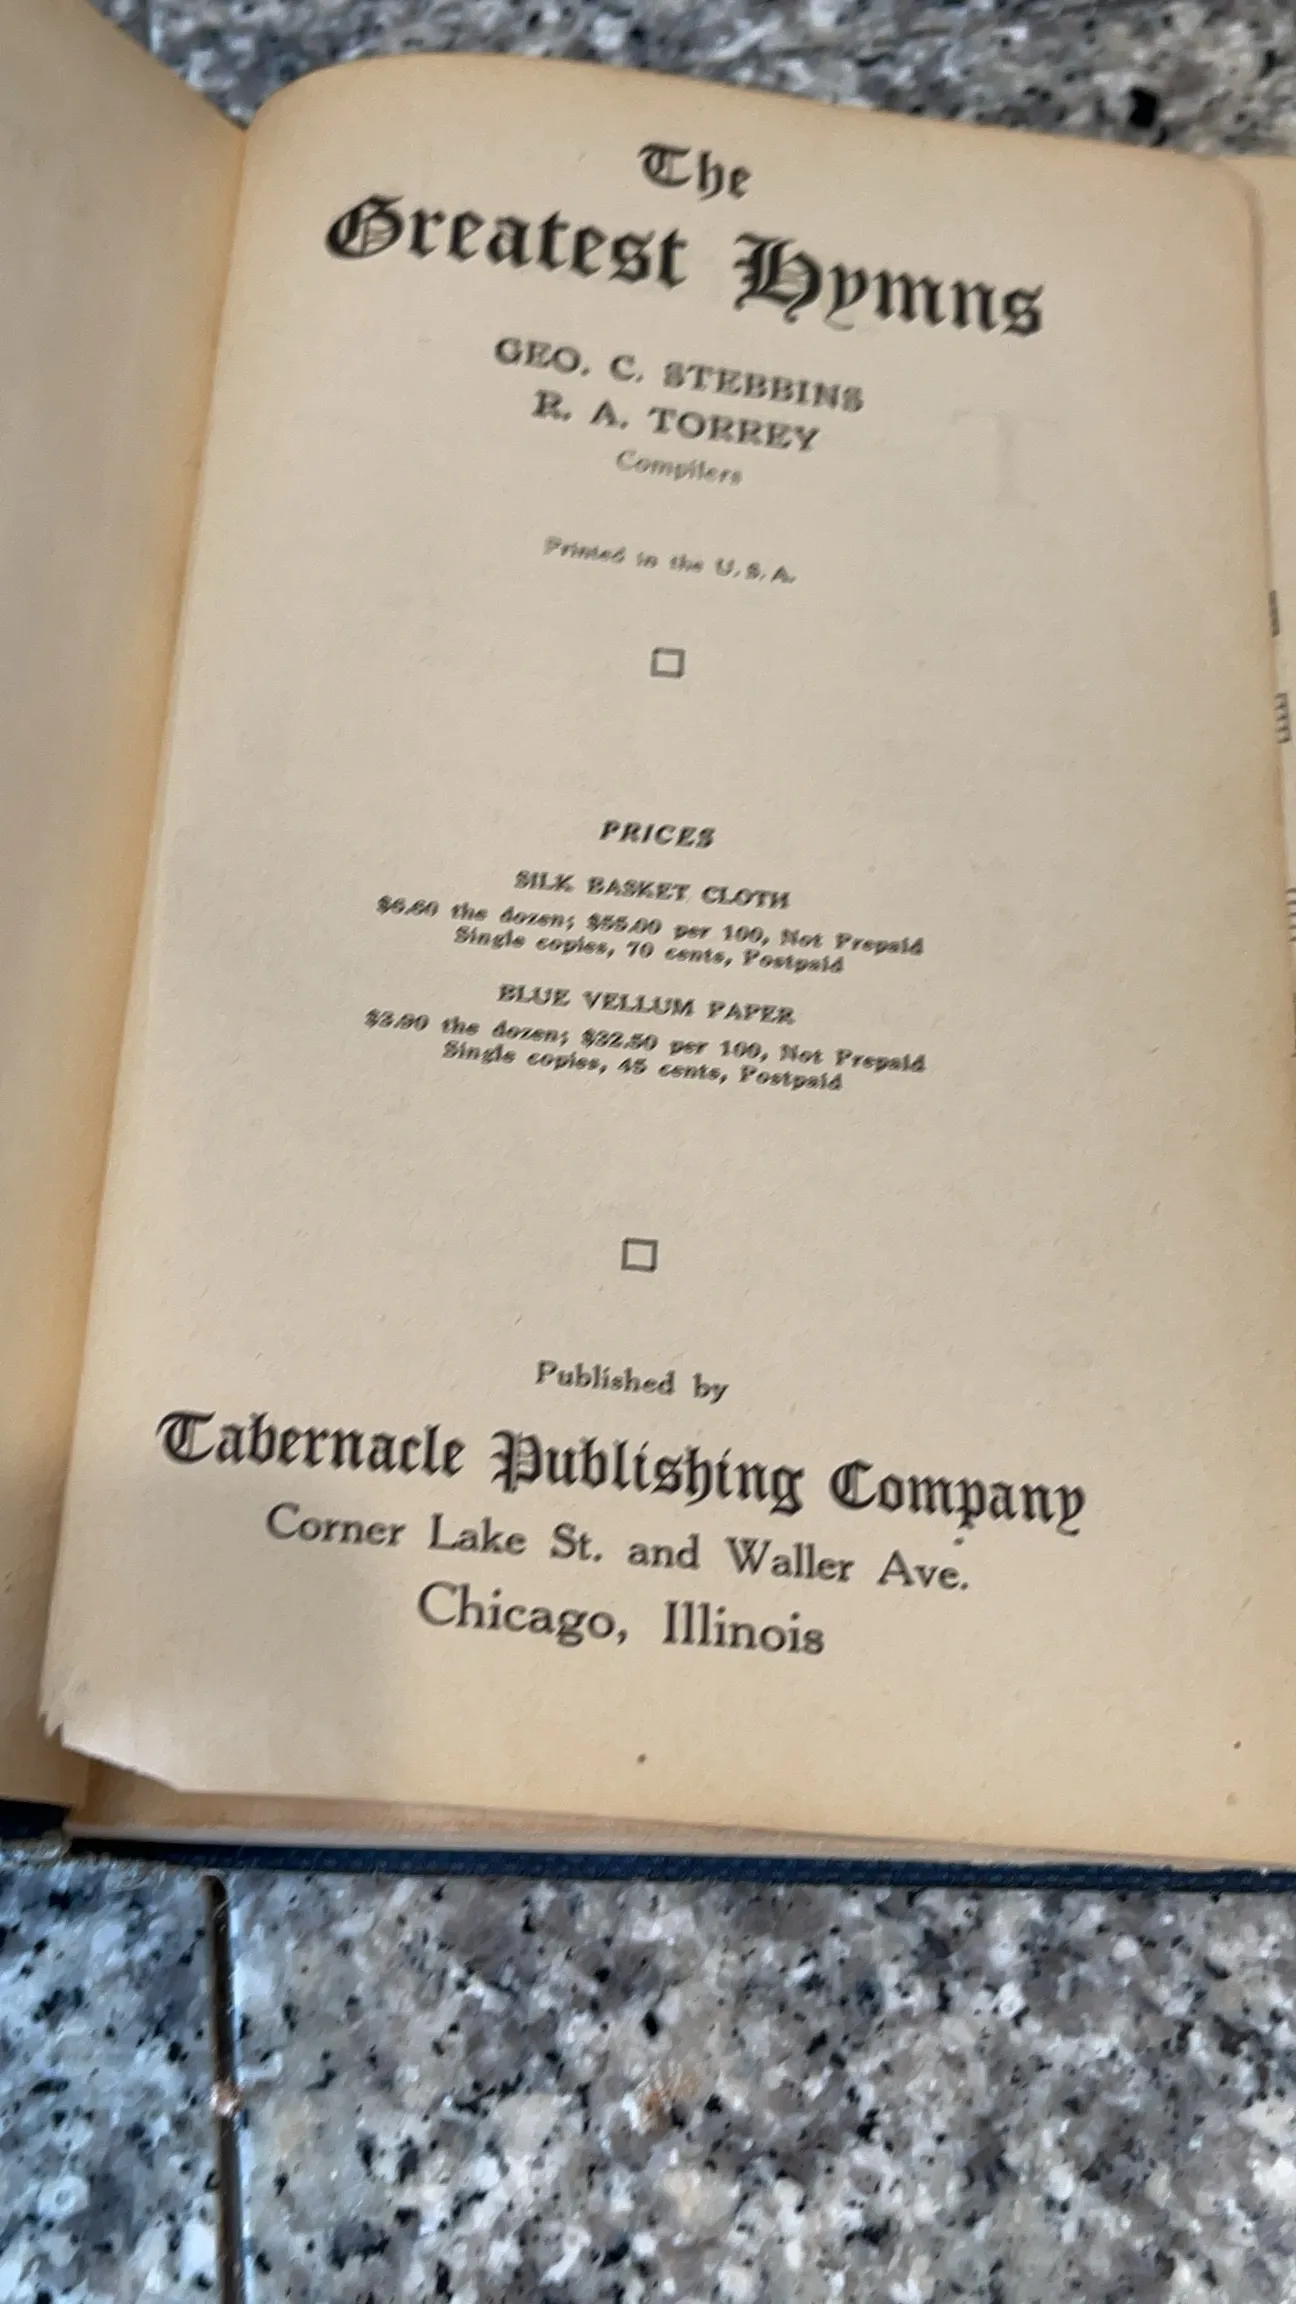 The
Greatest Hymns
GEO. C. STEBBINS
R. A. TORREY
Compilers
Printed in the U.S.A.
PRICES
SILK BASKET CLOTH
$6.60 the dozen; $55.00 per 100, Not Prepaid
Single copies, 70 cents, Postpaid
BLUE VELLUM PAPER
$3.90 the dozen; $32.50 per 100, Not Prepaid
Single copies, 45 cents, Postpaid
Published by
Tabernacle Publishing Company
Corner Lake St. and Waller Ave.
Chicago, Illinois